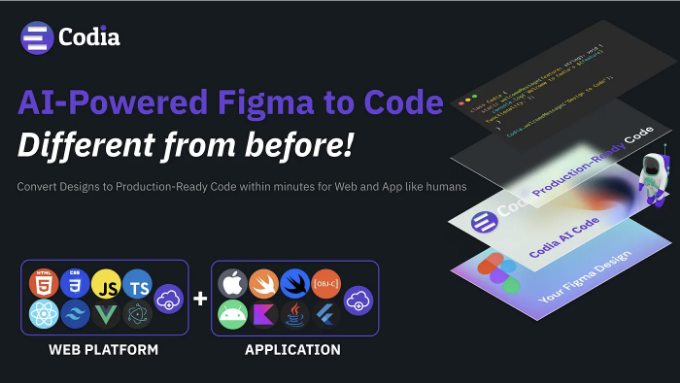 Codia
AI-Powered Figma to Code
Different from before!
Convert Designs to Production-Ready Code within minutes for Web and App like humans
Production-Ready Code
Codia AI Code
Your Figma Design
HTML
CSS
JS
TS
[OBJ-C]
+
WEB PLATFORM
APPLICATION